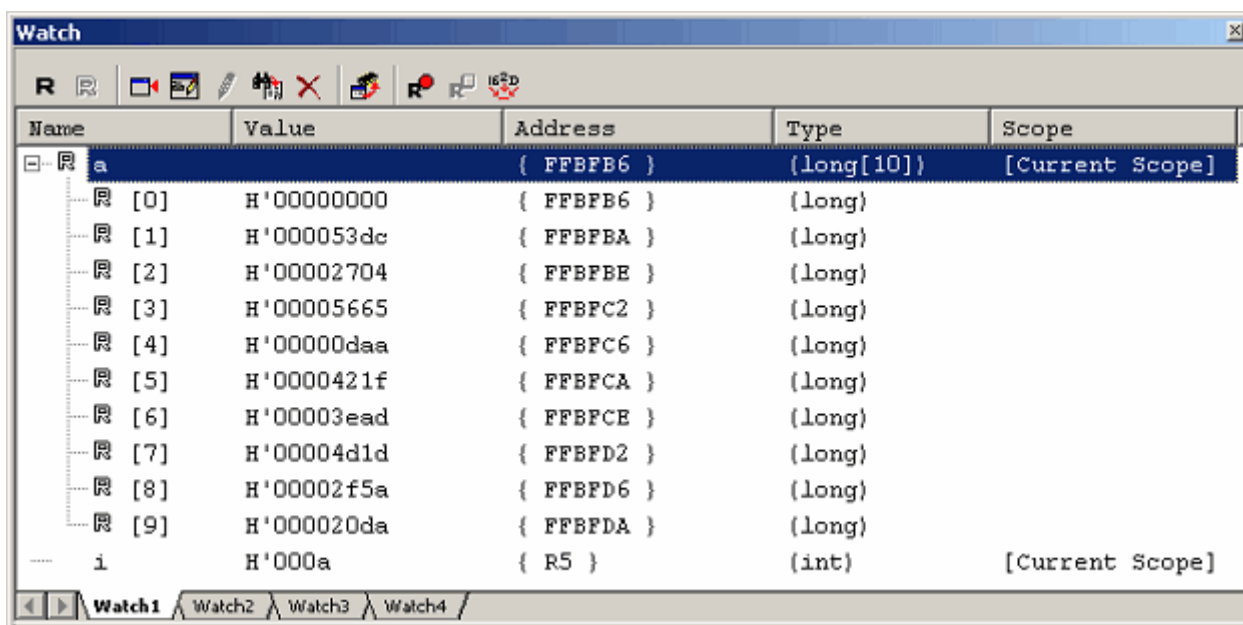 Watch
R R R R 16 2 D
Name Value Address Type Scope
R a { FFBFB6 } (long[10]) [Current Scope]
R [0] H'00000000 { FFBFB6 } (long)
R [1] H'000053dc { FFBFBA } (long)
R [2] H'00002704 { FFBFBE } (long)
R [3] H'00005665 { FFBFC2 } (long)
R [4] H'00000daa { FFBFC6 } (long)
R [5] H'0000421f { FFBFCA } (long)
R [6] H'00003ead { FFBFCE } (long)
R [7] H'00004d1d { FFBFD2 } (long)
R [8] H'00002f5a { FFBFD6 } (long)
R [9] H'000020da { FFBFDA } (long)
i H'000a { R5 } (int) [Current Scope]
Watch1 Watch2 Watch3 Watch4